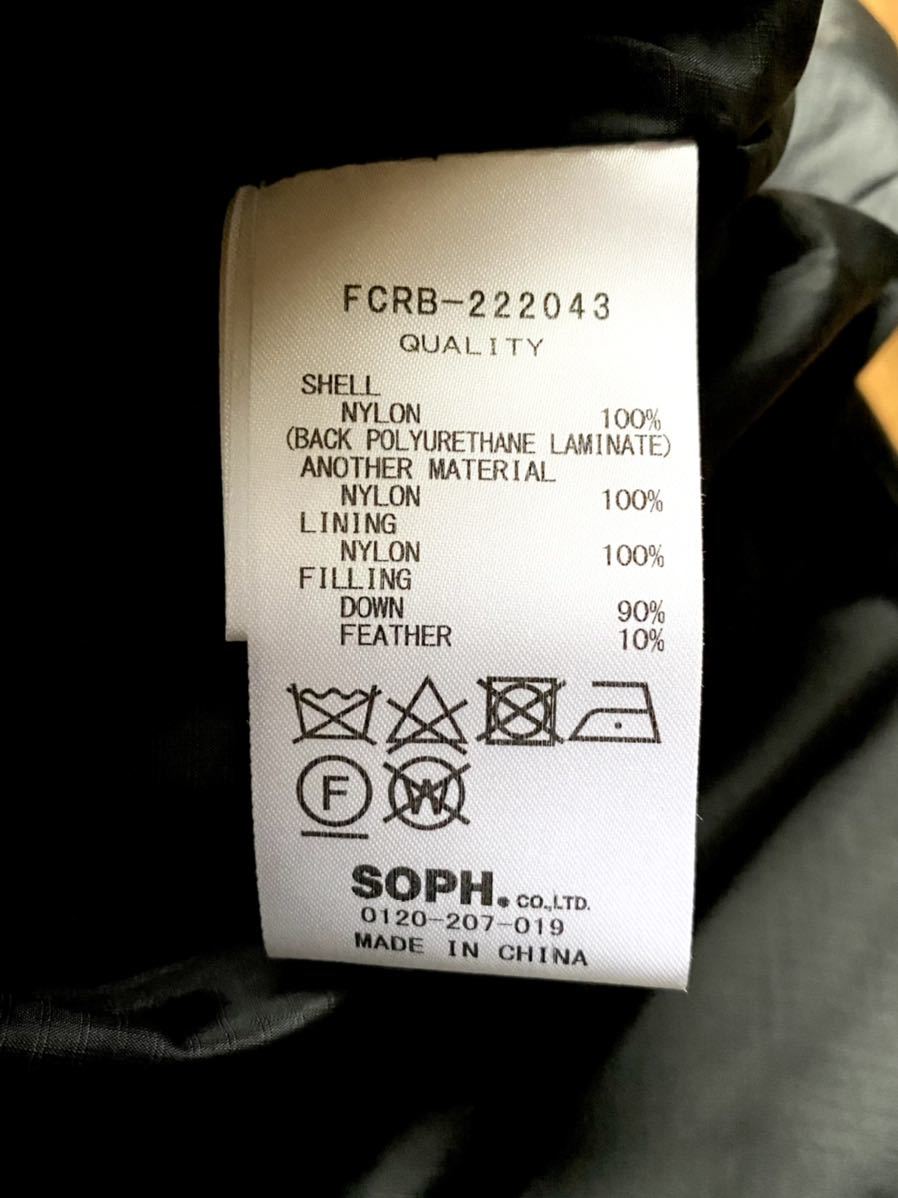 FCRB-222043
QUALITY
SHELL
NYLON 100%
(BACK POLYURETHANE LAMINATE)
ANOTHER MATERIAL
NYLON 100%
LINING
NYLON 100%
FILLING
DOWN 90%
FEATHER 10%
F W
SOPH. CO.,LTD.
0120-207-019
MADE IN CHINA